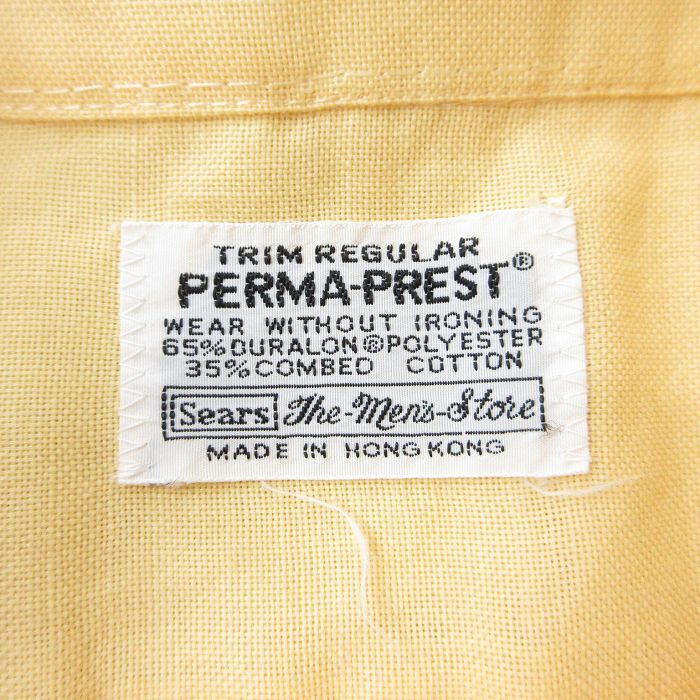 TRIM REGULAR
PERMA-PREST®
WEAR WITHOUT IRONING
65% DURALON® POLYESTER
35% COMBED COTTON
Sears The-Men's-Store
MADE IN HONG KONG